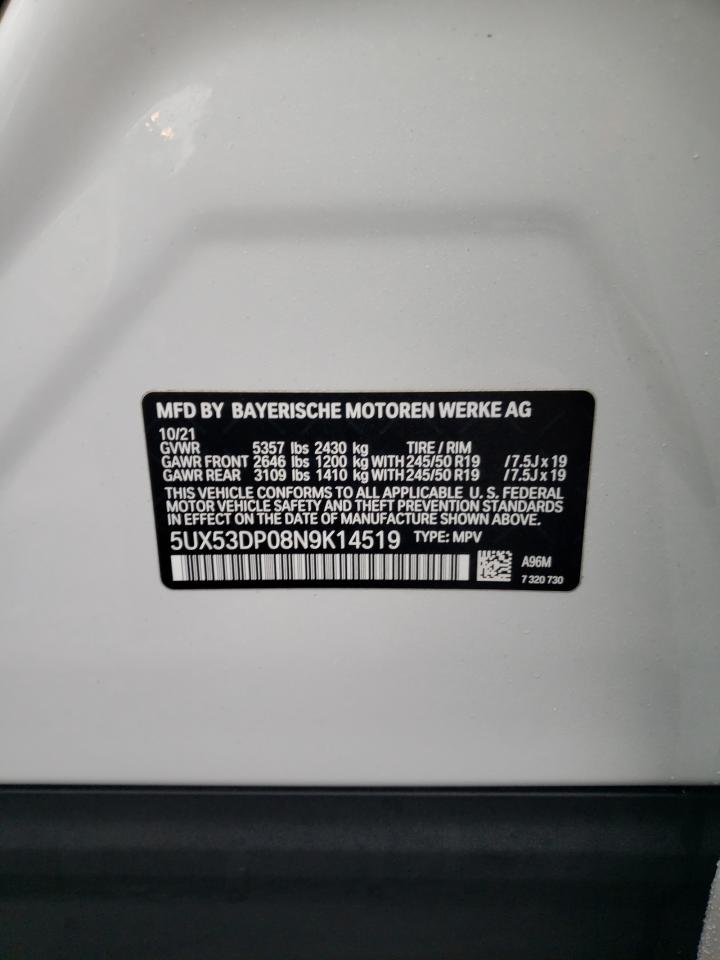 MFD BY BAYERISCHE MOTOREN WERKE AG
10/21
GVWR 5357 lbs 2430 kg TIRE / RIM
GAWR FRONT 2646 lbs 1200 kg WITH 245/50 R19 /7.5J x 19
GAWR REAR 3109 lbs 1410 kg WITH 245/50 R19 /7.5J x 19
THIS VEHICLE CONFORMS TO ALL APPLICABLE U. S. FEDERAL
MOTOR VEHICLE SAFETY AND THEFT PREVENTION STANDARDS
IN EFFECT ON THE DATE OF MANUFACTURE SHOWN ABOVE.
5UX53DP08N9K14519 TYPE: MPV
A96M
7 320 730